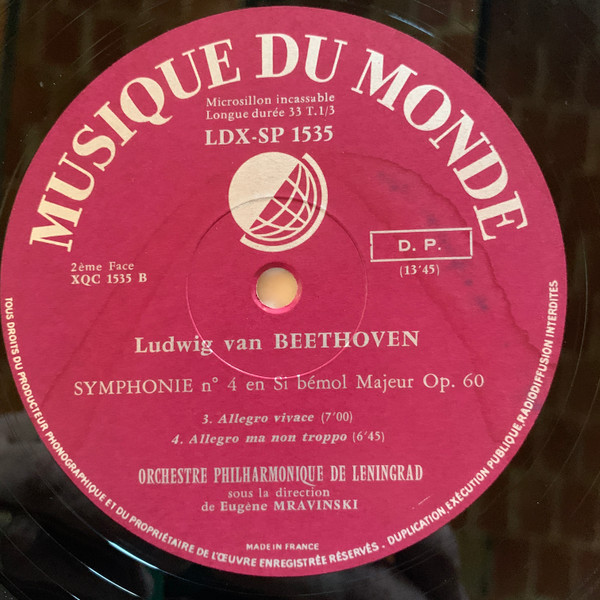 MUSIQUE DU MONDE
Microsillon incassable
Longue durée 33 T.1/3
LDX-SP 1535
D. P.
(13'45)
2ème Face
XQC 1535 B
Ludwig van BEETHOVEN
SYMPHONIE n° 4 en Si bémol Majeur Op. 60
3. Allegro vivace (7'00)
4. Allegro ma non troppo (6'45)
ORCHESTRE PHILHARMONIQUE DE LENINGRAD
sous la direction
de Eugène MRAVINSKI
MADE IN FRANCE
TOUS DROITS DU PRODUCTEUR PHONOGRAPHIQUE ET DU PROPRIÉTAIRE DE L'ŒUVRE ENREGISTRÉE RÉSERVÉS. DUPLICATION EXÉCUTION PUBLIQUE, RADIODIFFUSION INTERDITES